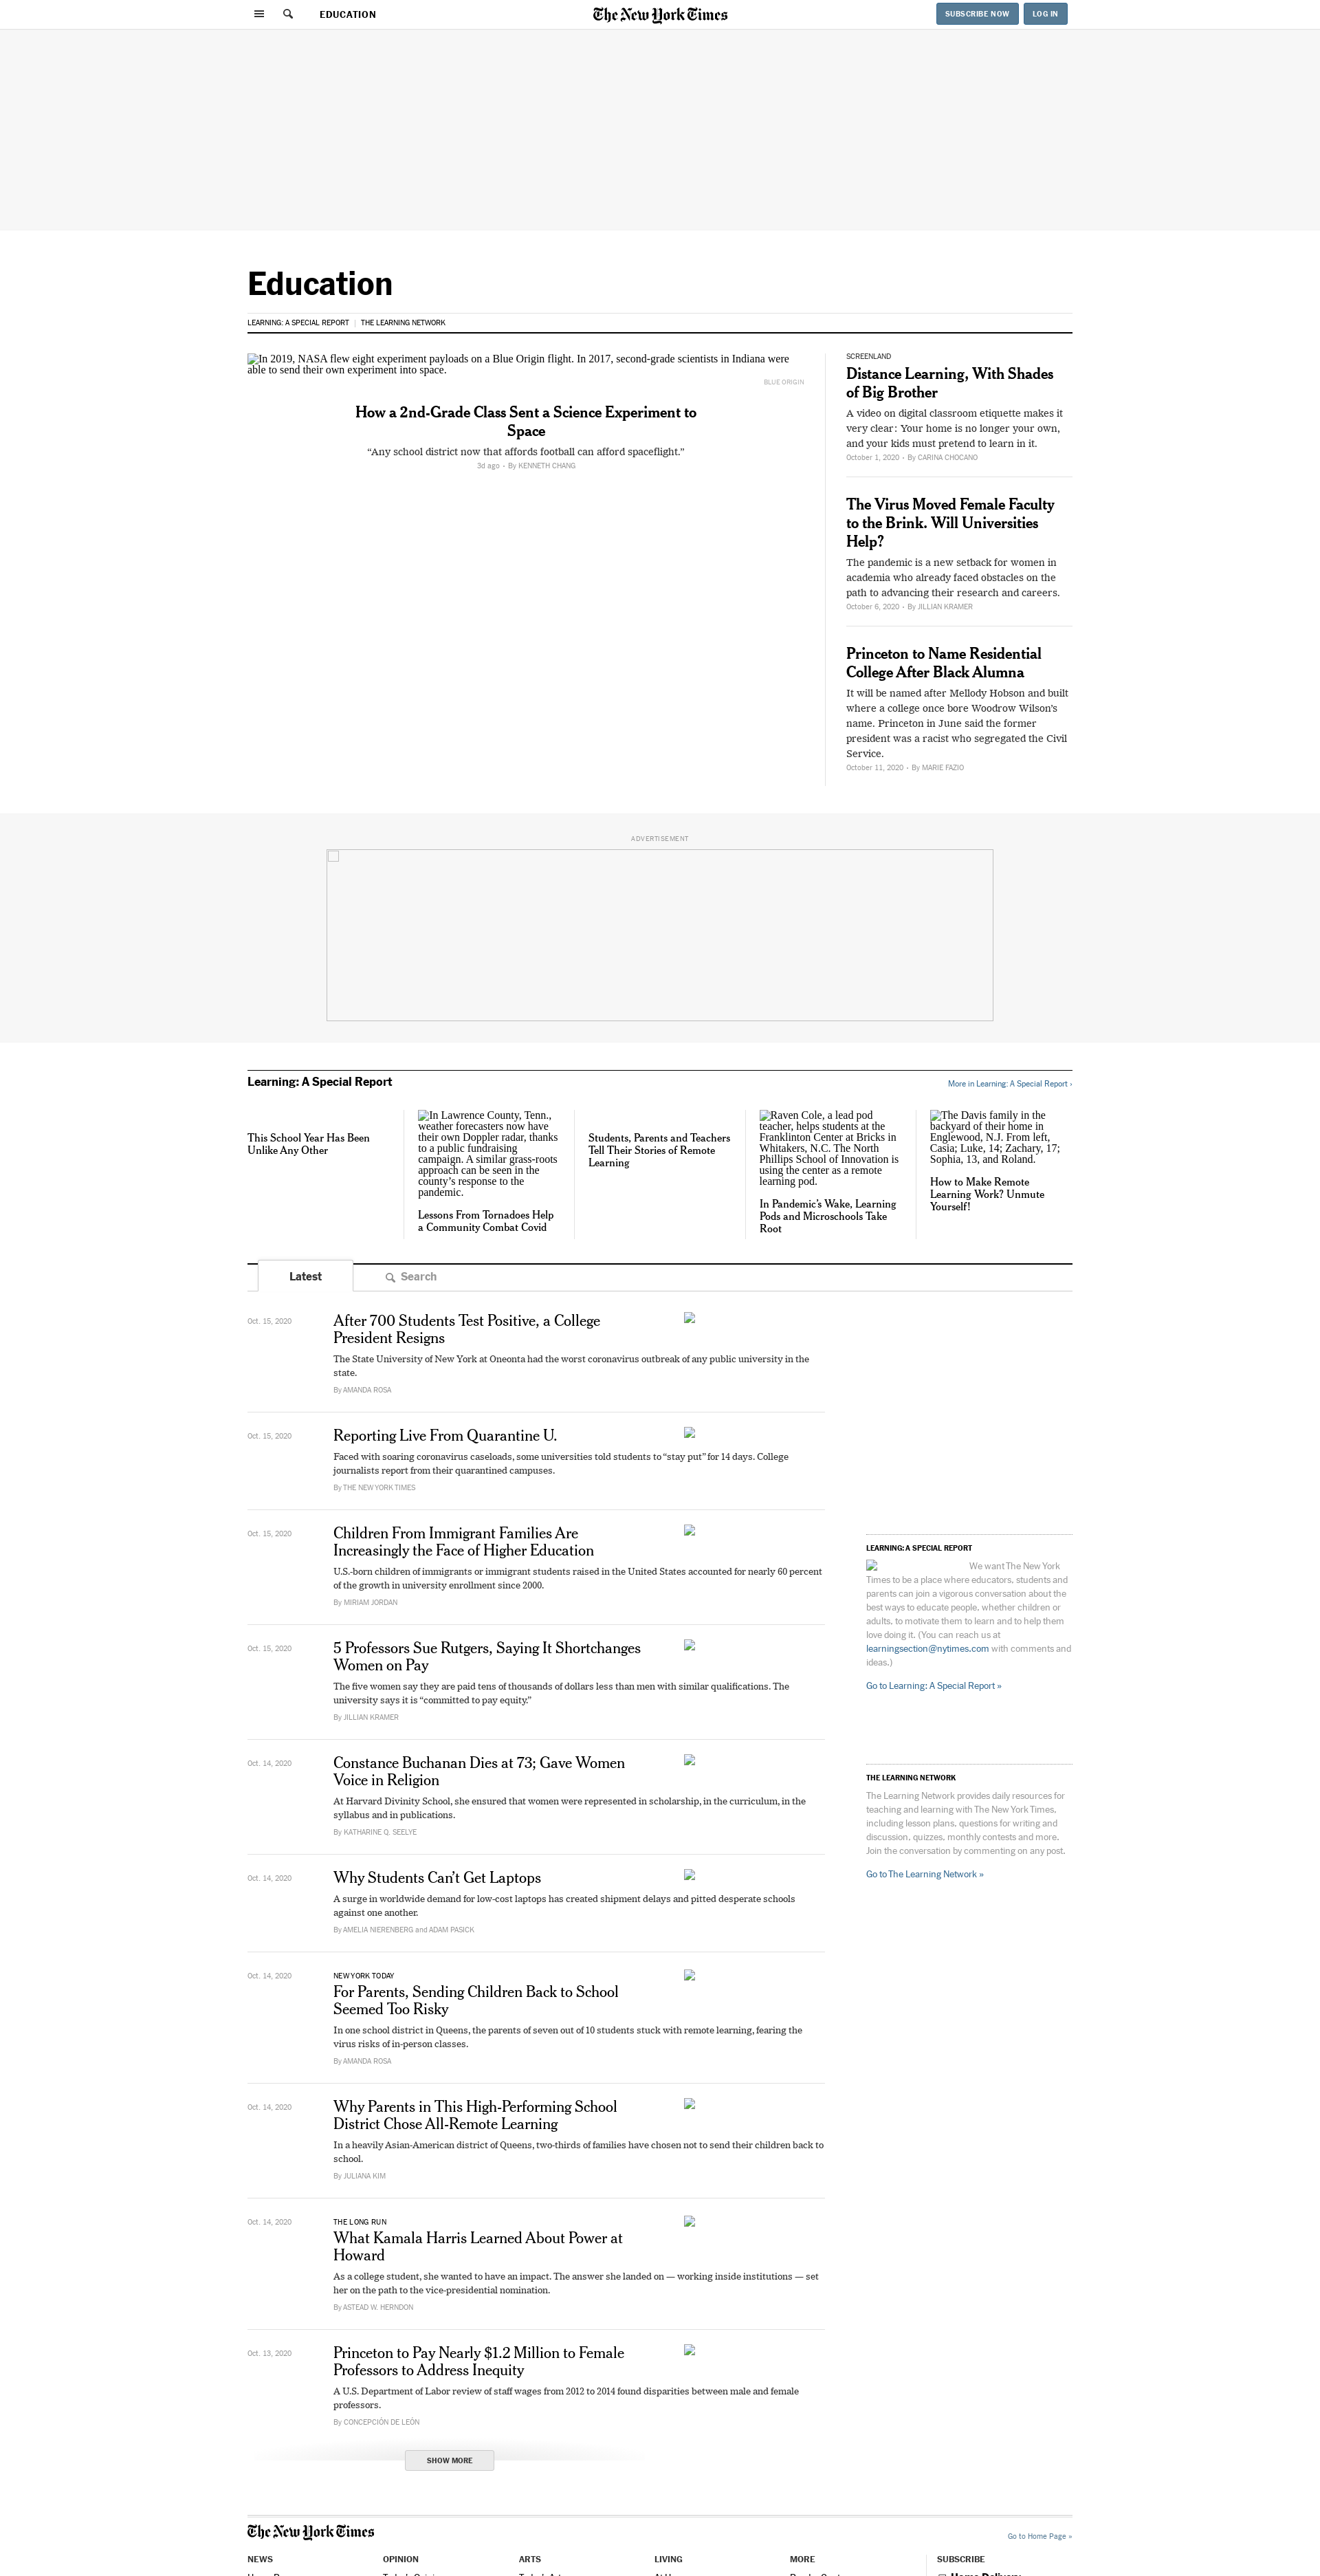 EDUCATION
The New York Times
SUBSCRIBE NOW
LOG IN
Education
LEARNING: A SPECIAL REPORT | THE LEARNING NETWORK
In 2019, NASA flew eight experiment payloads on a Blue Origin flight. In 2017, second-grade scientists in Indiana were
able to send their own experiment into space.
BLUE ORIGIN
How a 2nd-Grade Class Sent a Science Experiment to
Space
“Any school district now that affords football can afford spaceflight.”
3d ago • By KENNETH CHANG
SCREENLAND
Distance Learning, With Shades
of Big Brother
A video on digital classroom etiquette makes it
very clear: Your home is no longer your own,
and your kids must pretend to learn in it.
October 1, 2020 • By CARINA CHOCANO
The Virus Moved Female Faculty
to the Brink. Will Universities
Help?
The pandemic is a new setback for women in
academia who already faced obstacles on the
path to advancing their research and careers.
October 6, 2020 • By JILLIAN KRAMER
Princeton to Name Residential
College After Black Alumna
It will be named after Mellody Hobson and built
where a college once bore Woodrow Wilson’s
name. Princeton in June said the former
president was a racist who segregated the Civil
Service.
October 11, 2020 • By MARIE FAZIO
ADVERTISEMENT
Learning: A Special Report
More in Learning: A Special Report ›
This School Year Has Been
Unlike Any Other
In Lawrence County, Tenn.,
weather forecasters now have
their own Doppler radar, thanks
to a public fundraising
campaign. A similar grass-roots
approach can be seen in the
county’s response to the
pandemic.
Lessons From Tornadoes Help
a Community Combat Covid
Students, Parents and Teachers
Tell Their Stories of Remote
Learning
Raven Cole, a lead pod
teacher, helps students at the
Franklinton Center at Bricks in
Whitakers, N.C. The North
Phillips School of Innovation is
using the center as a remote
learning pod.
In Pandemic’s Wake, Learning
Pods and Microschools Take
Root
The Davis family in the
backyard of their home in
Englewood, N.J. From left,
Casia; Luke, 14; Zachary, 17;
Sophia, 13, and Roland.
How to Make Remote
Learning Work? Unmute
Yourself!
Latest
Search
Oct. 15, 2020
After 700 Students Test Positive, a College
President Resigns
The State University of New York at Oneonta had the worst coronavirus outbreak of any public university in the
state.
By AMANDA ROSA
Oct. 15, 2020
Reporting Live From Quarantine U.
Faced with soaring coronavirus caseloads, some universities told students to “stay put” for 14 days. College
journalists report from their quarantined campuses.
By THE NEW YORK TIMES
Oct. 15, 2020
Children From Immigrant Families Are
Increasingly the Face of Higher Education
U.S.-born children of immigrants or immigrant students raised in the United States accounted for nearly 60 percent
of the growth in university enrollment since 2000.
By MIRIAM JORDAN
Oct. 15, 2020
5 Professors Sue Rutgers, Saying It Shortchanges
Women on Pay
The five women say they are paid tens of thousands of dollars less than men with similar qualifications. The
university says it is “committed to pay equity.”
By JILLIAN KRAMER
Oct. 14, 2020
Constance Buchanan Dies at 73; Gave Women
Voice in Religion
At Harvard Divinity School, she ensured that women were represented in scholarship, in the curriculum, in the
syllabus and in publications.
By KATHARINE Q. SEELYE
Oct. 14, 2020
Why Students Can’t Get Laptops
A surge in worldwide demand for low-cost laptops has created shipment delays and pitted desperate schools
against one another.
By AMELIA NIERENBERG and ADAM PASICK
Oct. 14, 2020
NEW YORK TODAY
For Parents, Sending Children Back to School
Seemed Too Risky
In one school district in Queens, the parents of seven out of 10 students stuck with remote learning, fearing the
virus risks of in-person classes.
By AMANDA ROSA
Oct. 14, 2020
Why Parents in This High-Performing School
District Chose All-Remote Learning
In a heavily Asian-American district of Queens, two-thirds of families have chosen not to send their children back to
school.
By JULIANA KIM
Oct. 14, 2020
THE LONG RUN
What Kamala Harris Learned About Power at
Howard
As a college student, she wanted to have an impact. The answer she landed on — working inside institutions — set
her on the path to the vice-presidential nomination.
By ASTEAD W. HERNDON
Oct. 13, 2020
Princeton to Pay Nearly $1.2 Million to Female
Professors to Address Inequity
A U.S. Department of Labor review of staff wages from 2012 to 2014 found disparities between male and female
professors.
By CONCEPCIÓN DE LEÓN
SHOW MORE
LEARNING: A SPECIAL REPORT
We want The New York
Times to be a place where educators, students and
parents can join a vigorous conversation about the
best ways to educate people, whether children or
adults, to motivate them to learn and to help them
love doing it. (You can reach us at
learningsection@nytimes.com with comments and
ideas.)
Go to Learning: A Special Report »
THE LEARNING NETWORK
The Learning Network provides daily resources for
teaching and learning with The New York Times,
including lesson plans, questions for writing and
discussion, quizzes, monthly contests and more.
Join the conversation by commenting on any post.
Go to The Learning Network »
The New York Times
Go to Home Page »
NEWS
OPINION
ARTS
LIVING
MORE
SUBSCRIBE